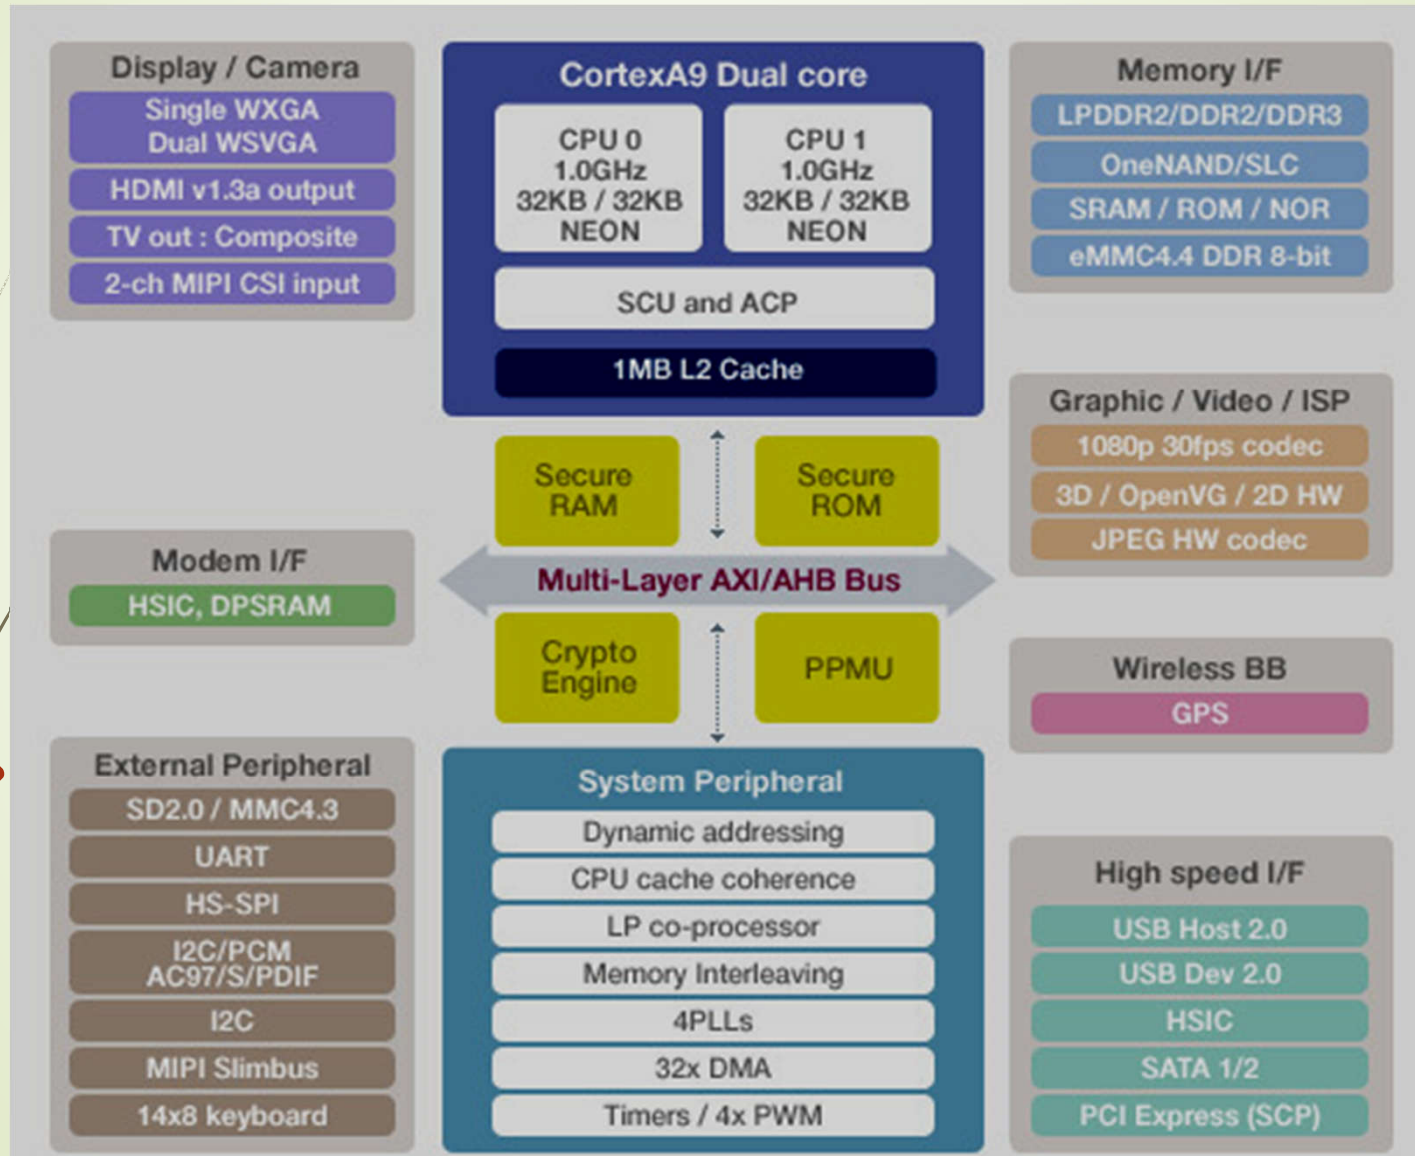 Display / Camera
Single WXGA
Dual WSVGA
HDMI v1.3a output
TV out : Composite
2-ch MIPI CSI input
CortexA9 Dual core
CPU 0
1.0GHz
32KB / 32KB
NEON
CPU 1
1.0GHz
32KB / 32KB
NEON
SCU and ACP
1MB L2 Cache
Memory I/F
LPDDR2/DDR2/DDR3
OneNAND/SLC
SRAM / ROM / NOR
eMMC4.4 DDR 8-bit
Graphic / Video / ISP
1080p 30fps codec
3D / OpenVG / 2D HW
JPEG HW codec
Secure
RAM
Secure
ROM
Modem I/F
HSIC, DPSRAM
Multi-Layer AXI/AHB Bus
Crypto
Engine
PPMU
Wireless BB
GPS
External Peripheral
SD2.0 / MMC4.3
UART
HS-SPI
I2C/PCM
AC97/S/PDIF
I2C
MIPI Slimbus
14x8 keyboard
System Peripheral
Dynamic addressing
CPU cache coherence
LP co-processor
Memory Interleaving
4PLLs
32x DMA
Timers / 4x PWM
High speed I/F
USB Host 2.0
USB Dev 2.0
HSIC
SATA 1/2
PCI Express (SCP)